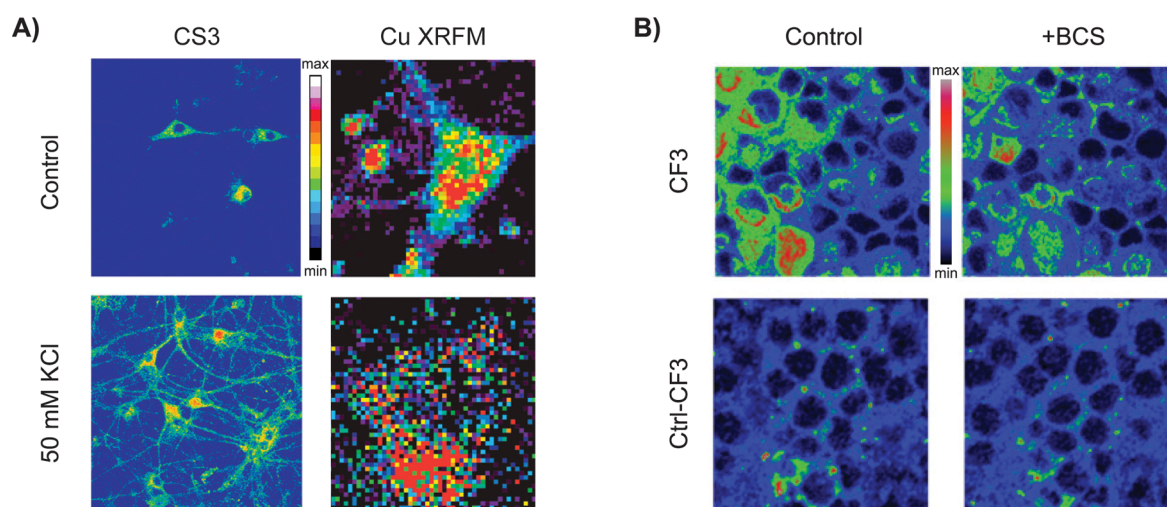 A)
CS3
Cu XRFM
Control
max
min
50 mM KCl
B)
Control
+BCS
CF3
max
min
Ctrl-CF3